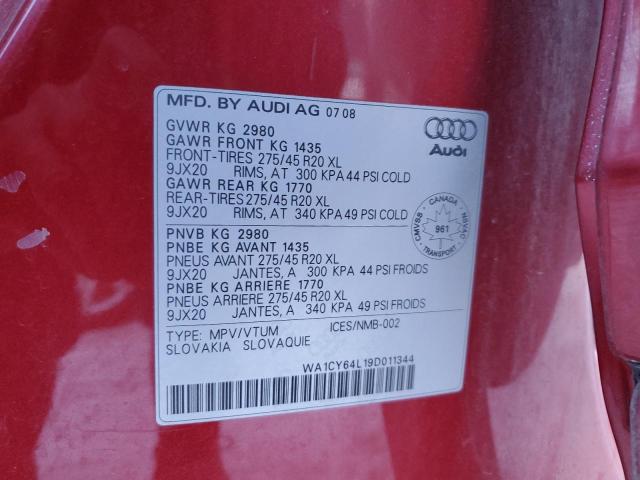 MFD. BY AUDI AG 07 08
GVWR KG 2980
GAWR FRONT KG 1435
FRONT-TIRES 275/45 R20 XL
9JX20 RIMS, AT 300 KPA 44 PSI COLD
GAWR REAR KG 1770
REAR-TIRES 275/45 R20 XL
9JX20 RIMS, AT 340 KPA 49 PSI COLD
Audi
CANADA
CMVSS
NSVAC
961
TRANSPORT
PNVB KG 2980
PNBE KG AVANT 1435
PNEUS AVANT 275/45 R20 XL
9JX20 JANTES, A 300 KPA 44 PSI FROIDS
PNBE KG ARRIERE 1770
PNEUS ARRIERE 275/45 R20 XL
9JX20 JANTES, A 340 KPA 49 PSI FROIDS
TYPE: MPV/VTUM ICES/NMB-002
SLOVAKIA SLOVAQUIE
WA1CY64L19D011344